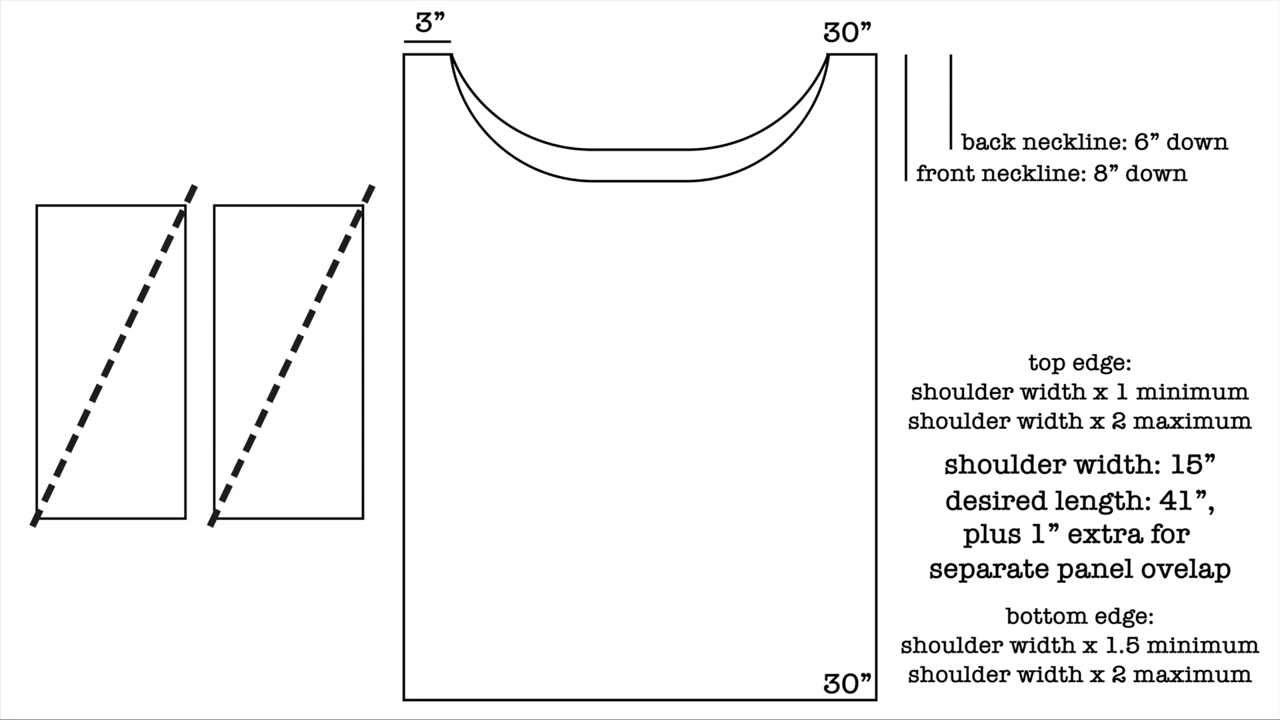 3”
30”
back neckline: 6” down
front neckline: 8” down
top edge:
shoulder width x 1 minimum
shoulder width x 2 maximum
shoulder width: 15”
desired length: 41”,
plus 1” extra for
separate panel ovelap
bottom edge:
shoulder width x 1.5 minimum
shoulder width x 2 maximum
30”